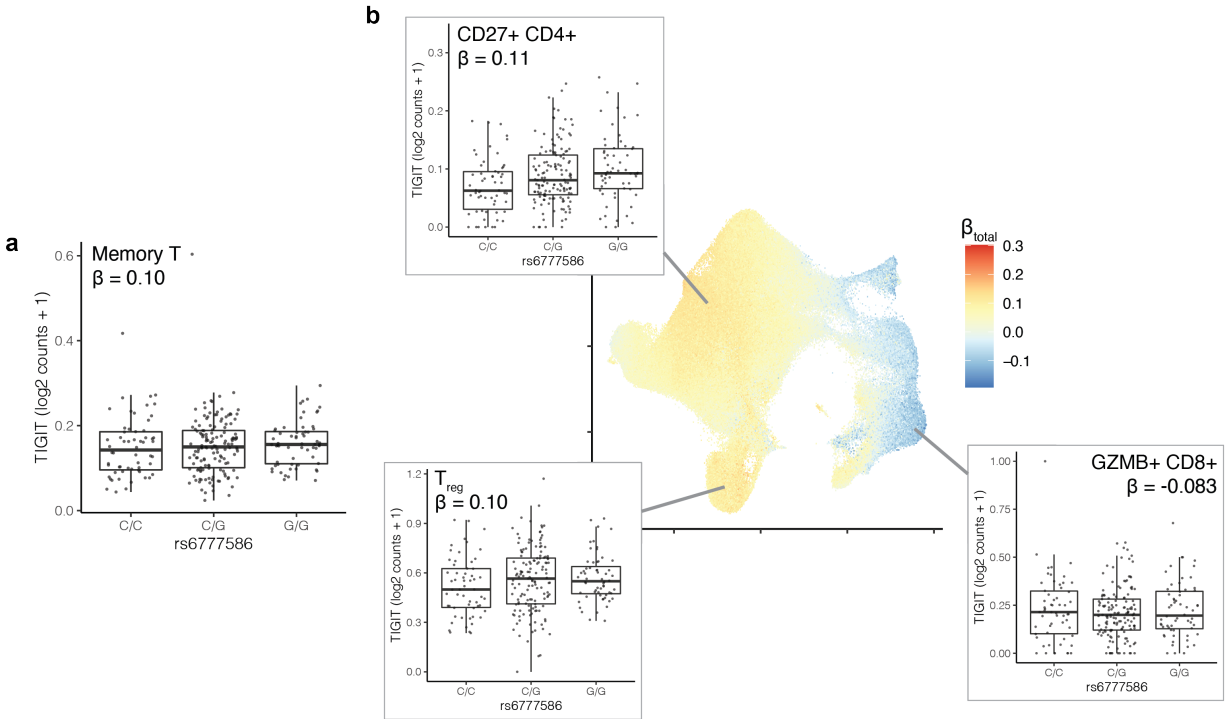 a
Memory T
β = 0.10
TIGIT (log2 counts + 1)
0.6
0.4
0.2
0.0
C/C
C/G
G/G
rs6777586
b
CD27+ CD4+
β = 0.11
TIGIT (log2 counts + 1)
0.3
0.2
0.1
0.0
C/C
C/G
G/G
rs6777586
βtotal
0.3
0.2
0.1
0.0
−0.1
Treg
β = 0.10
TIGIT (log2 counts + 1)
1.2
0.9
0.6
0.3
0.0
C/C
C/G
G/G
rs6777586
GZMB+ CD8+
β = -0.083
TIGIT (log2 counts + 1)
1.00
0.75
0.50
0.25
0.00
C/C
C/G
G/G
rs6777586